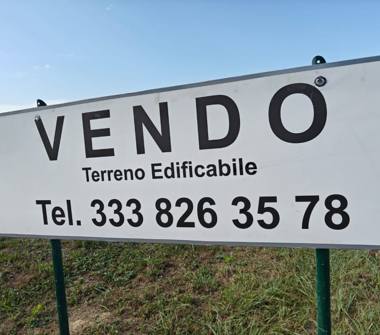 VENDO
Terreno Edificabile
Tel. 333 826 35 78